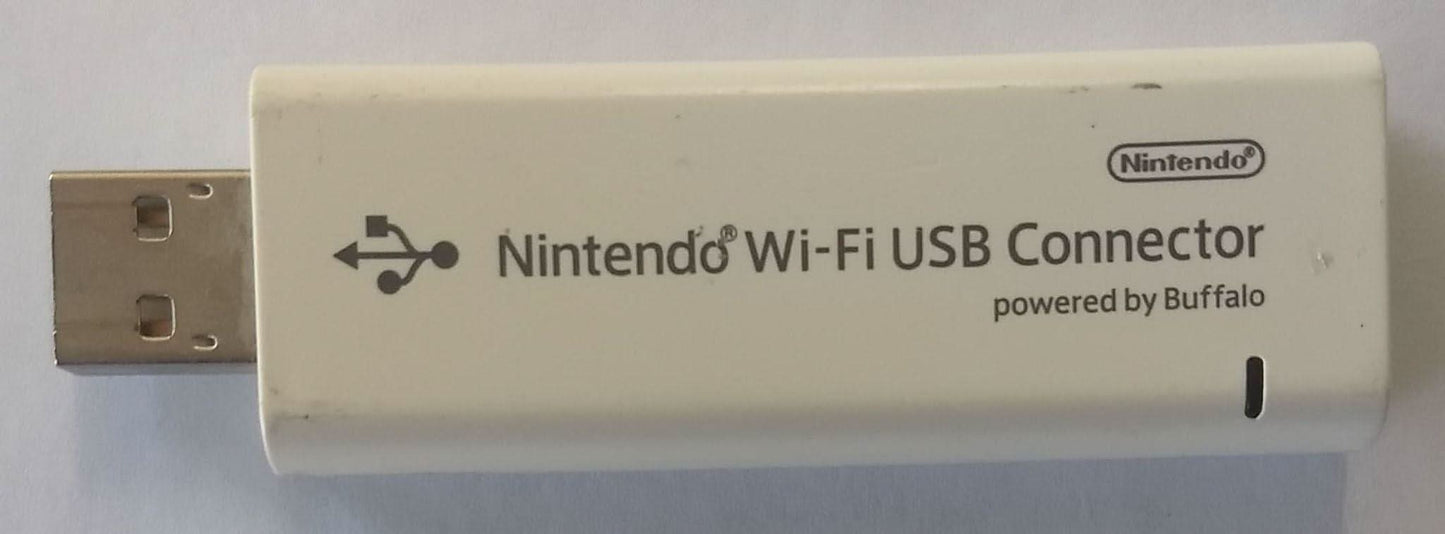 Nintendo®
Nintendo® Wi-Fi USB Connector
powered by Buffalo